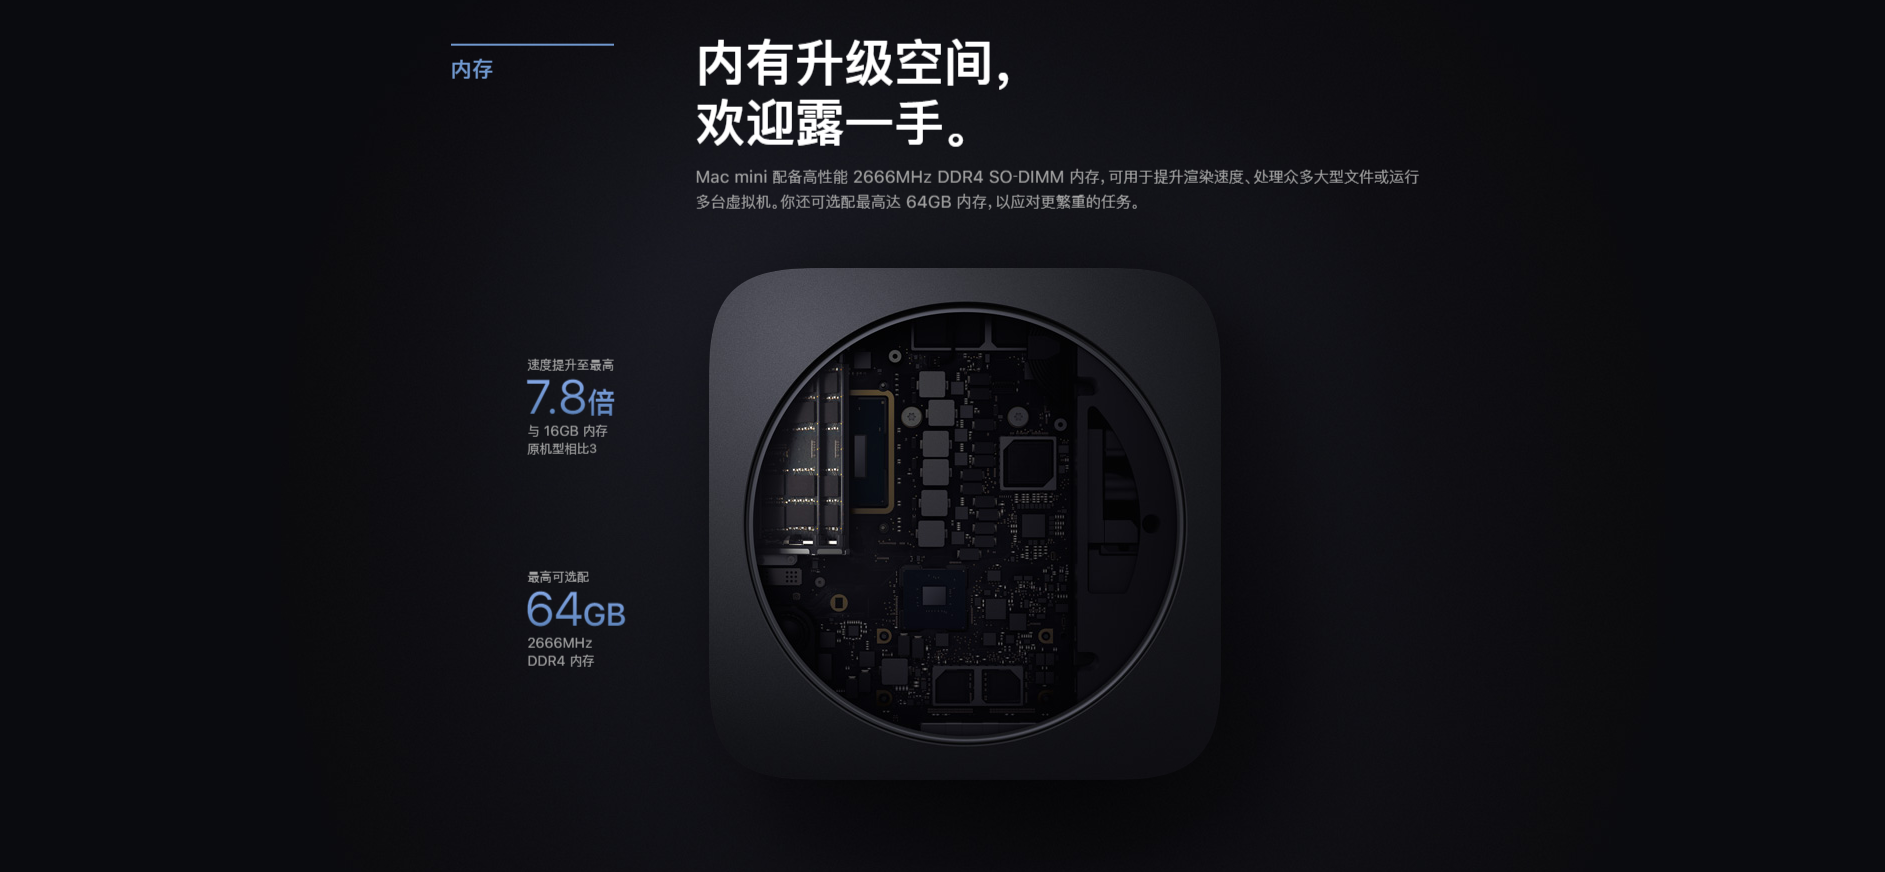 内存
内有升级空间，
欢迎露一手。
Mac mini 配备高性能 2666MHz DDR4 SO-DIMM 内存，可用于提升渲染速度、处理众多大型文件或运行
多台虚拟机。你还可选配最高达 64GB 内存，以应对更繁重的任务。
速度提升至最高
7.8倍
与 16GB 内存
原机型相比3
最高可选配
64GB
2666MHz
DDR4 内存